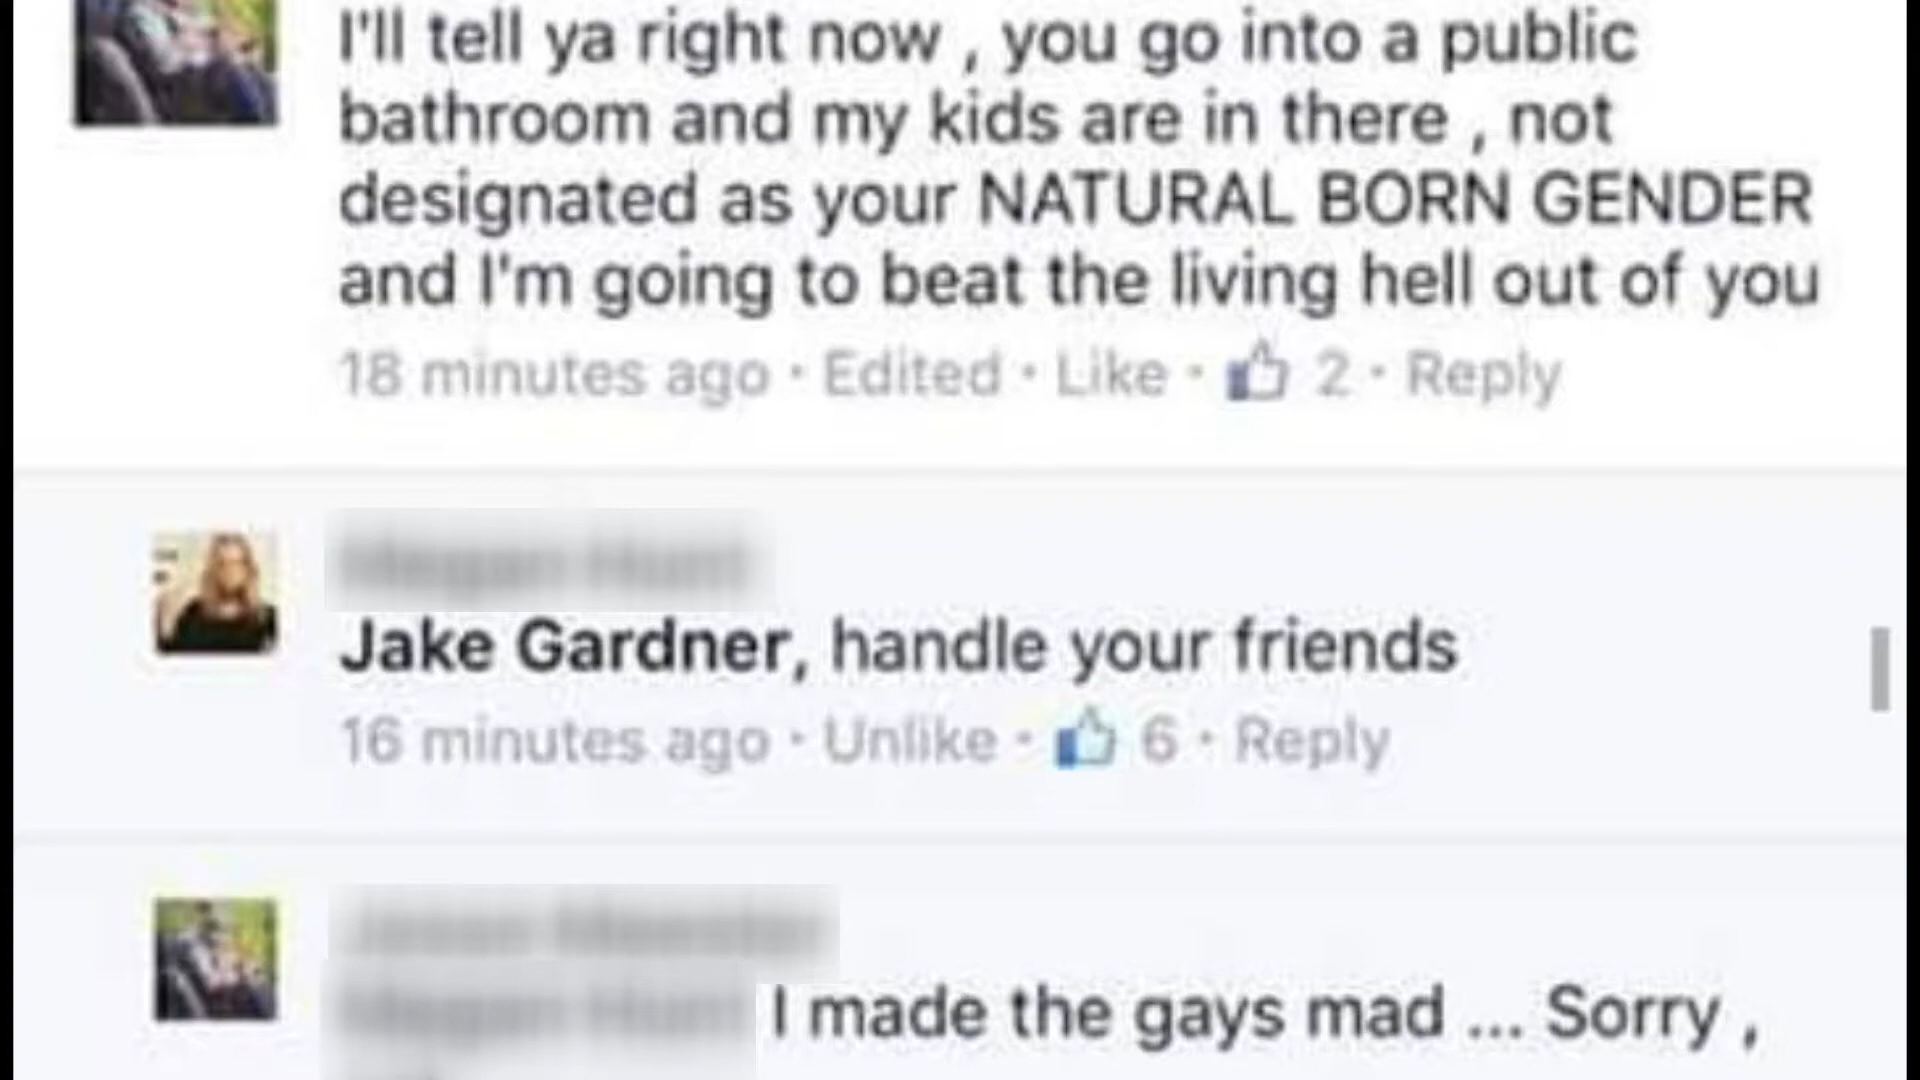 I'll tell ya right now , you go into a public
bathroom and my kids are in there , not
designated as your NATURAL BORN GENDER
and I'm going to beat the living hell out of you
18 minutes ago · Edited · Like · 2 · Reply
Jake Gardner, handle your friends
16 minutes ago · Unlike · 6 · Reply
I made the gays mad ... Sorry ,